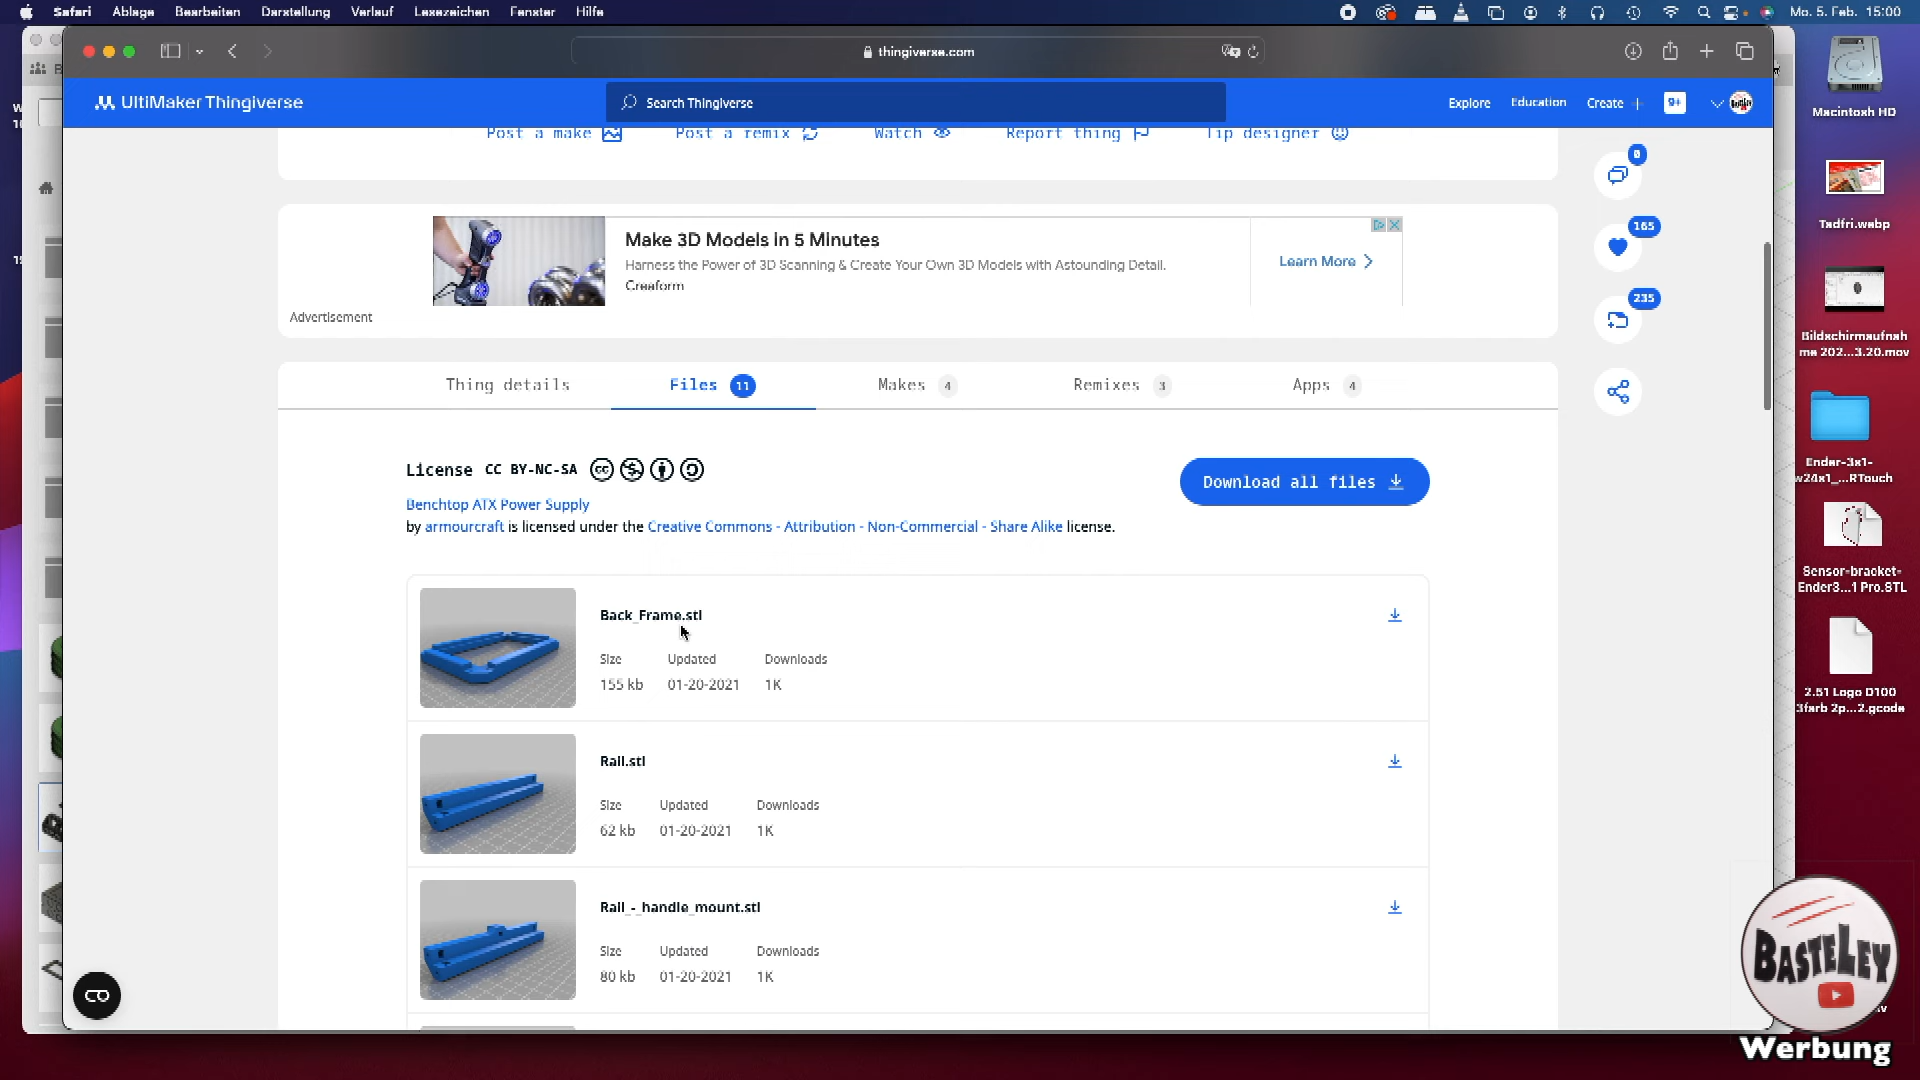 Safari Ablage Bearbeiten Darstellung Verlauf Lesezeichen Fenster Hilfe Mo. 5. Feb. 15:00
thingiverse.com
UltiMaker Thingiverse Search Thingiverse Explore Education Create 9+
Post a make Post a remix Watch Report thing Tip designer
0
165
235
Make 3D Models in 5 Minutes
Harness the Power of 3D Scanning & Create Your Own 3D Models with Astounding Detail.
Creaform
Learn More
Advertisement
Thing details Files 11 Makes 4 Remixes 3 Apps 4
License CC BY-NC-SA
Download all files
Benchtop ATX Power Supply
by armourcraft is licensed under the Creative Commons - Attribution - Non-Commercial - Share Alike license.
Back_Frame.stl
Size Updated Downloads
155 kb 01-20-2021 1K
Rail.stl
Size Updated Downloads
62 kb 01-20-2021 1K
Rail_-_handle_mount.stl
Size Updated Downloads
80 kb 01-20-2021 1K
Macintosh HD
Tadfri.webp
Bildschirmaufnah
me 202...3.20.mov
Ender-3s1-
w24s1_...RTouch
Sensor-bracket-
Ender3...1 Pro.STL
2.51 Logo D100
3farb 2p...2.gcode
BASTELEY
Werbung